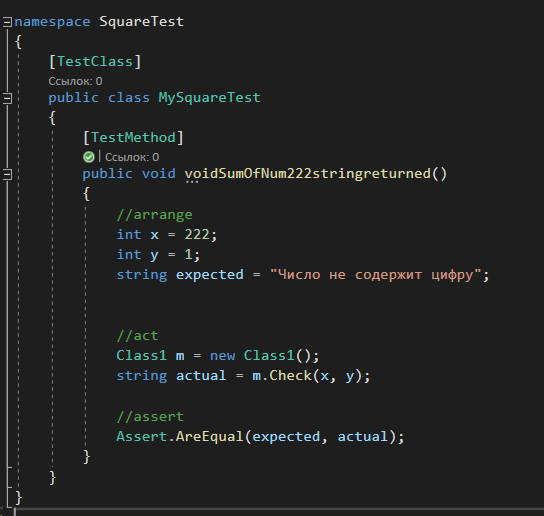 namespace SquareTest
{
[TestClass]
Ссылок: 0
public class MySquareTest
{
[TestMethod]
| Ссылок: 0
public void voidSumOfNum222stringreturned()
{
//arrange
int x = 222;
int y = 1;
string expected = "Число не содержит цифру";
//act
Class1 m = new Class1();
string actual = m.Check(x, y);
//assert
Assert.AreEqual(expected, actual);
}
}
}